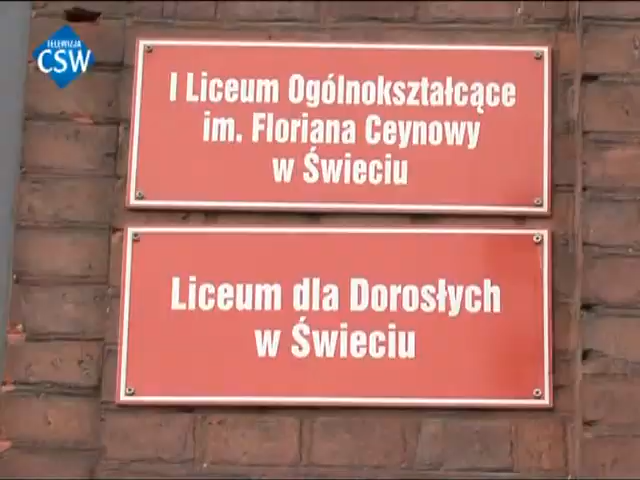 TELEWIZJA
CSW
I Liceum Ogólnokształcące
im. Floriana Ceynowy
w Świeciu
Liceum dla Dorosłych
w Świeciu